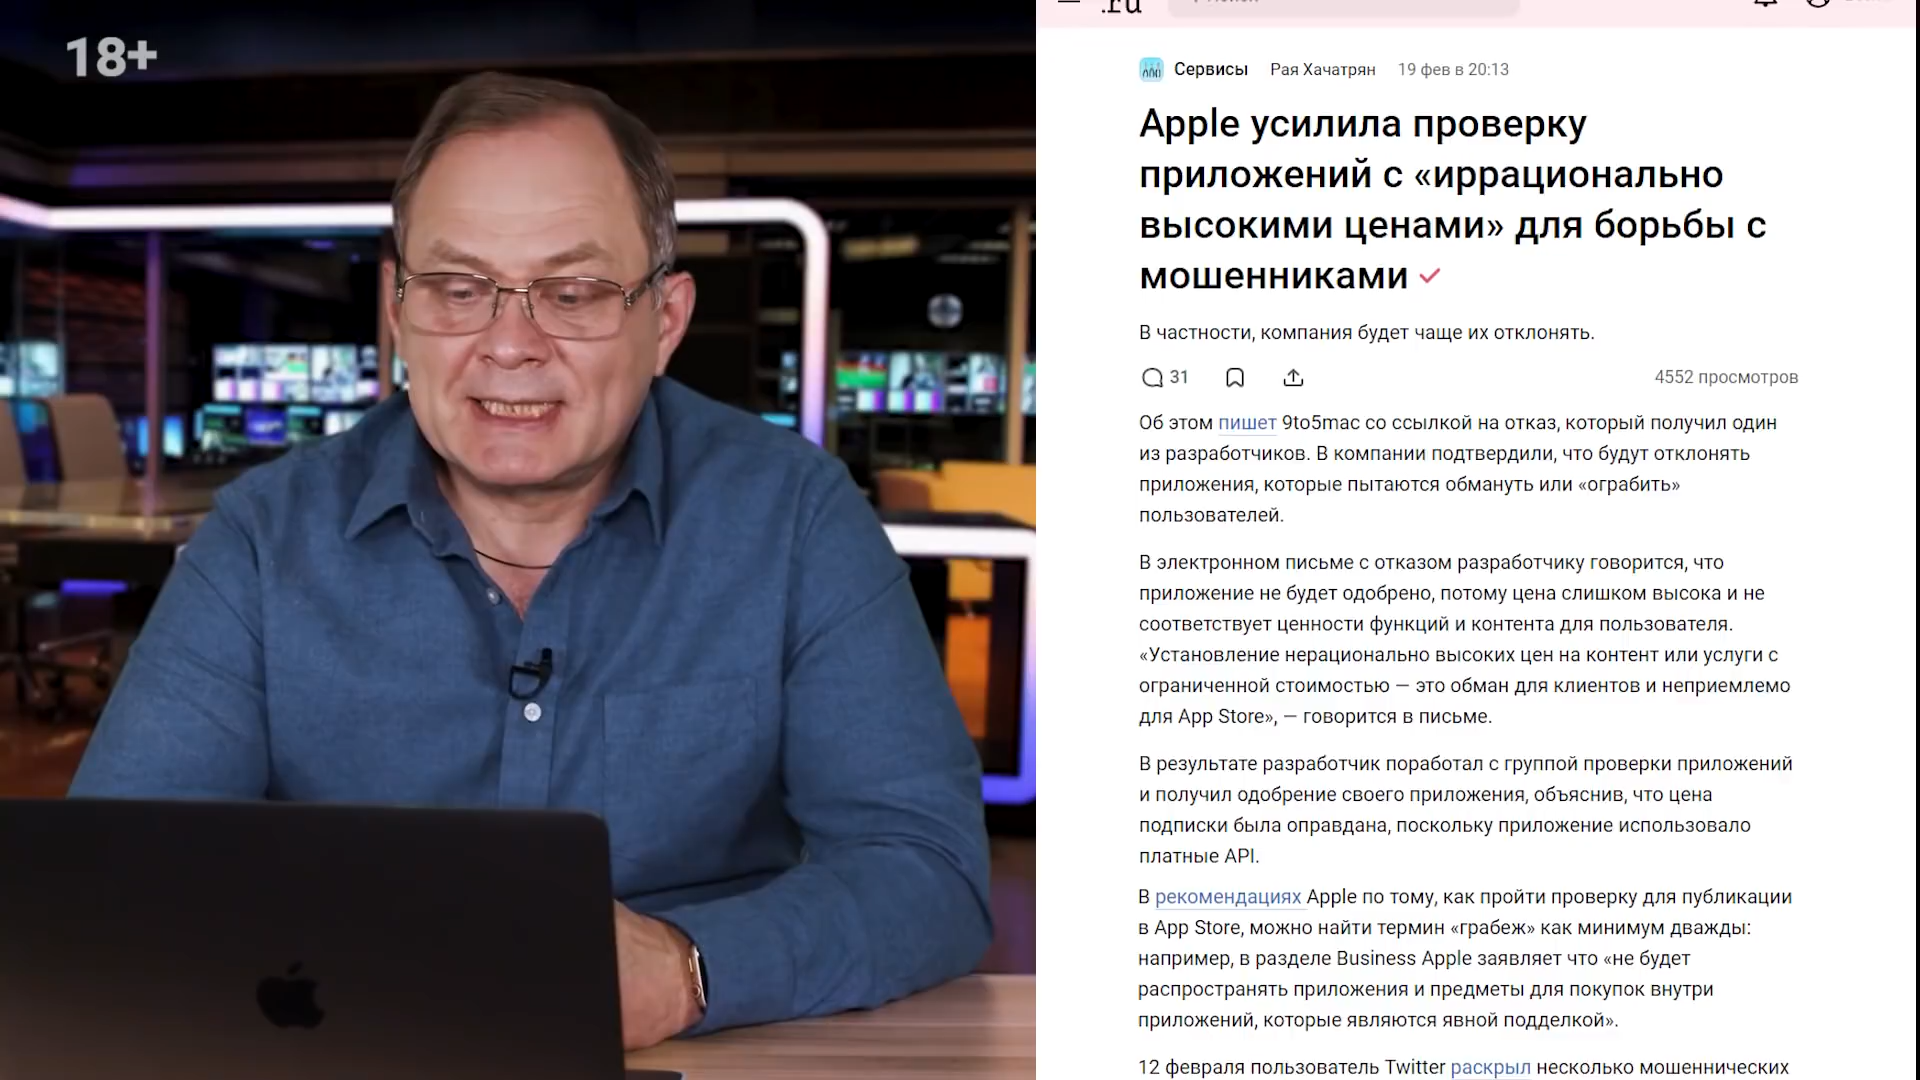 18+
.ru
Сервисы Рая Хачатрян 19 фев в 20:13
Apple усилила проверку
приложений с «иррационально
высокими ценами» для борьбы с
мошенниками
В частности, компания будет чаще их отклонять.
31 4552 просмотров
Об этом пишет 9to5mac со ссылкой на отказ, который получил один
из разработчиков. В компании подтвердили, что будут отклонять
приложения, которые пытаются обмануть или «ограбить»
пользователей.
В электронном письме с отказом разработчику говорится, что
приложение не будет одобрено, потому цена слишком высока и не
соответствует ценности функций и контента для пользователя.
«Установление нерационально высоких цен на контент или услуги с
ограниченной стоимостью — это обман для клиентов и неприемлемо
для App Store», — говорится в письме.
В результате разработчик поработал с группой проверки приложений
и получил одобрение своего приложения, объяснив, что цена
подписки была оправдана, поскольку приложение использовало
платные API.
В рекомендациях Apple по тому, как пройти проверку для публикации
в App Store, можно найти термин «грабеж» как минимум дважды:
например, в разделе Business Apple заявляет что «не будет
распространять приложения и предметы для покупок внутри
приложений, которые являются явной подделкой».
12 февраля пользователь Twitter раскрыл несколько мошеннических